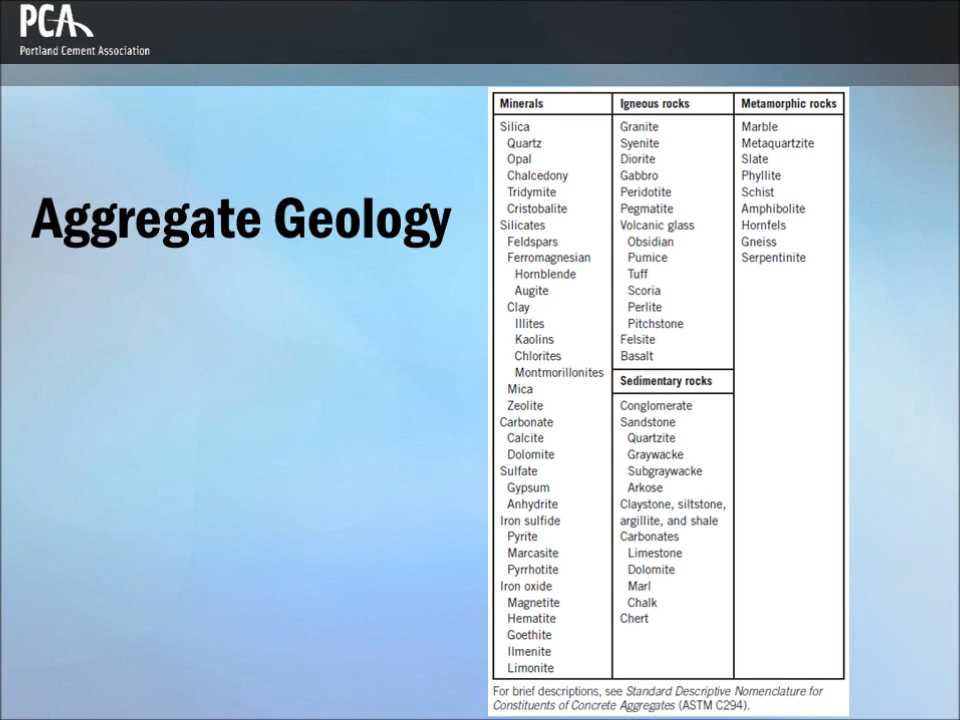 PCA
Portland Cement Association
Aggregate Geology
Minerals
Silica
Quartz
Opal
Chalcedony
Tridymite
Cristobalite
Silicates
Feldspars
Ferromagnesian
Hornblende
Augite
Clay
Illites
Kaolins
Chlorites
Montmorillonites
Mica
Zeolite
Carbonate
Calcite
Dolomite
Sulfate
Gypsum
Anhydrite
Iron sulfide
Pyrite
Marcasite
Pyrrhotite
Iron oxide
Magnetite
Hematite
Goethite
Ilmenite
Limonite
Igneous rocks
Granite
Syenite
Diorite
Gabbro
Peridotite
Pegmatite
Volcanic glass
Obsidian
Pumice
Tuff
Scoria
Perlite
Pitchstone
Felsite
Basalt
Sedimentary rocks
Conglomerate
Sandstone
Quartzite
Graywacke
Subgraywacke
Arkose
Claystone, siltstone,
argillite, and shale
Carbonates
Limestone
Dolomite
Marl
Chalk
Chert
Metamorphic rocks
Marble
Metaquartzite
Slate
Phyllite
Schist
Amphibolite
Hornfels
Gneiss
Serpentinite
For brief descriptions, see Standard Descriptive Nomenclature for
Constituents of Concrete Aggregates (ASTM C294).